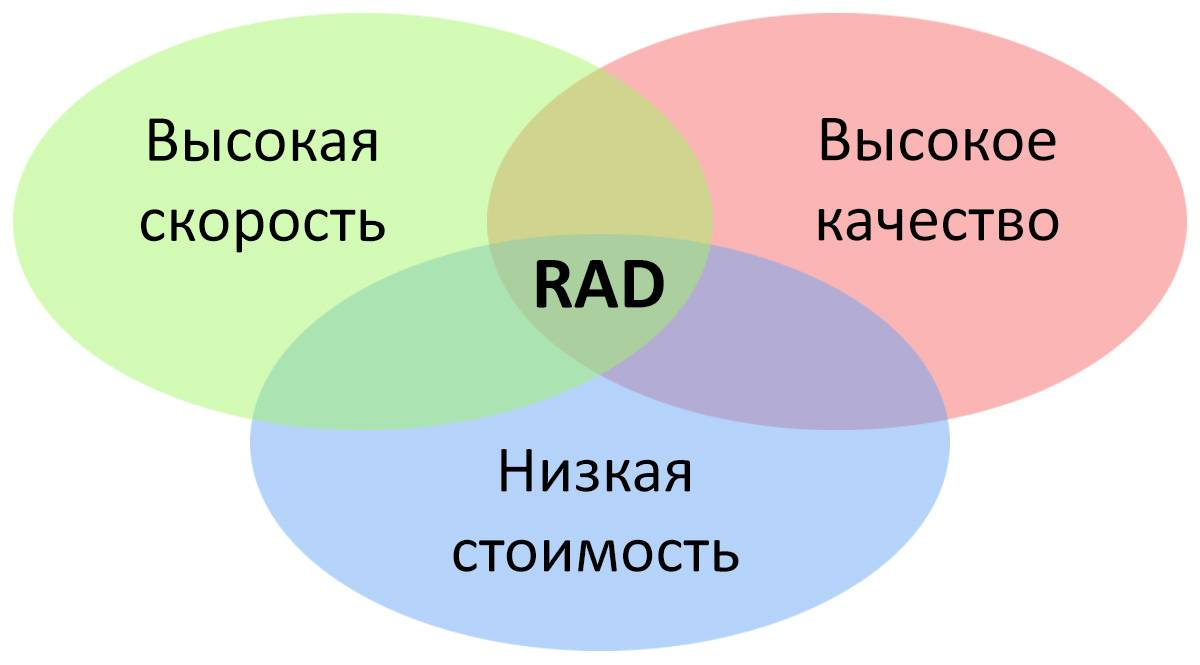 Высокая
скорость
Высокое
качество
RAD
Низкая
стоимость